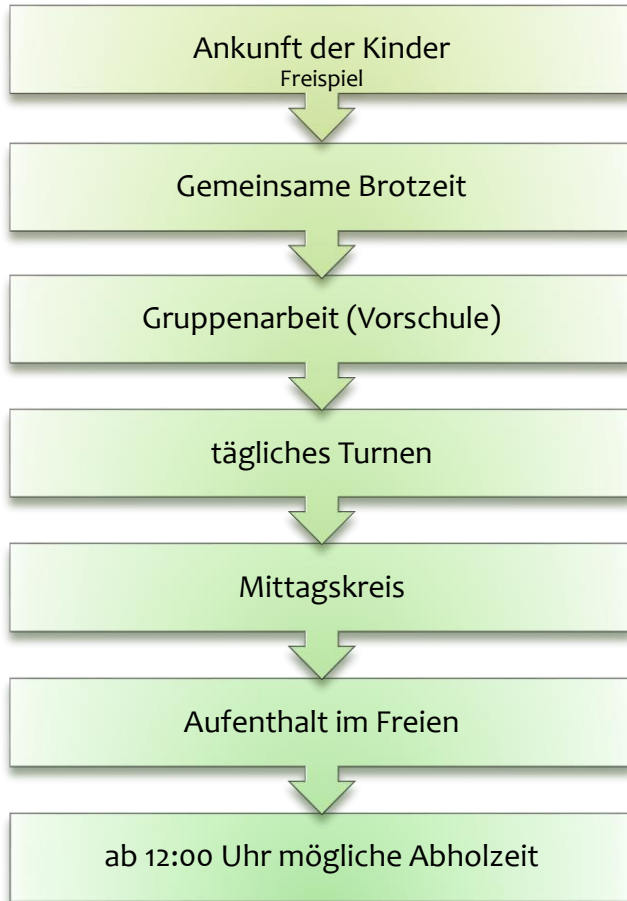 Ankunft der Kinder
Freispiel
Gemeinsame Brotzeit
Gruppenarbeit (Vorschule)
tägliches Turnen
Mittagskreis
Aufenthalt im Freien
ab 12:00 Uhr mögliche Abholzeit